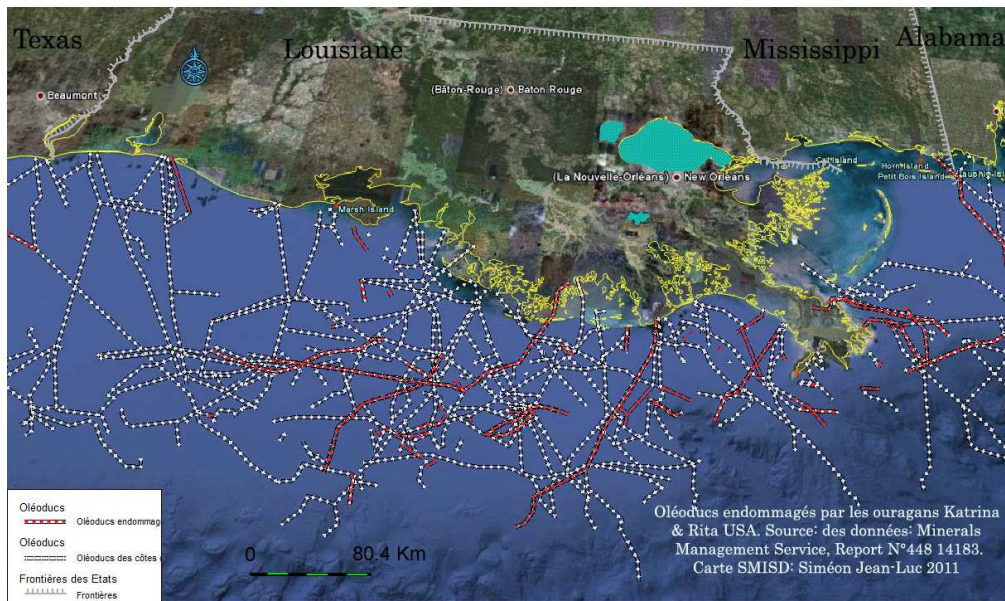 Texas
Louisiane
Mississippi
Alabama
Beaumont
(Bâton-Rouge) Baton Rouge
Cat Island
Horn Island
Petit Bois Island
(La Nouvelle-Orléans) New Orleans
Marsh Island
Oléoducs
Oléoducs endommag
Oléoducs
Oléoducs des côtes
Frontières des Etats
Frontières
0 80.4 Km
Oléoducs endommagés par les ouragans Katrina
& Rita USA. Source: des données: Minerals
Management Service, Report N°448 14183.
Carte SMISD: Siméon Jean-Luc 2011